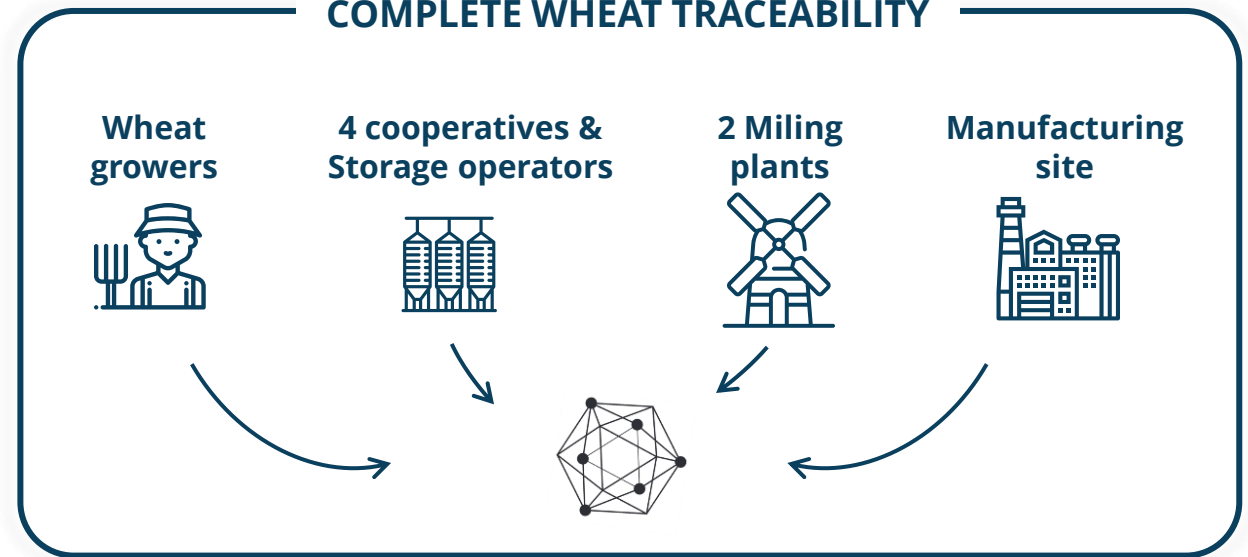 COMPLETE WHEAT TRACEABILITY
Wheat
growers
4 cooperatives &
Storage operators
2 Miling
plants
Manufacturing
site